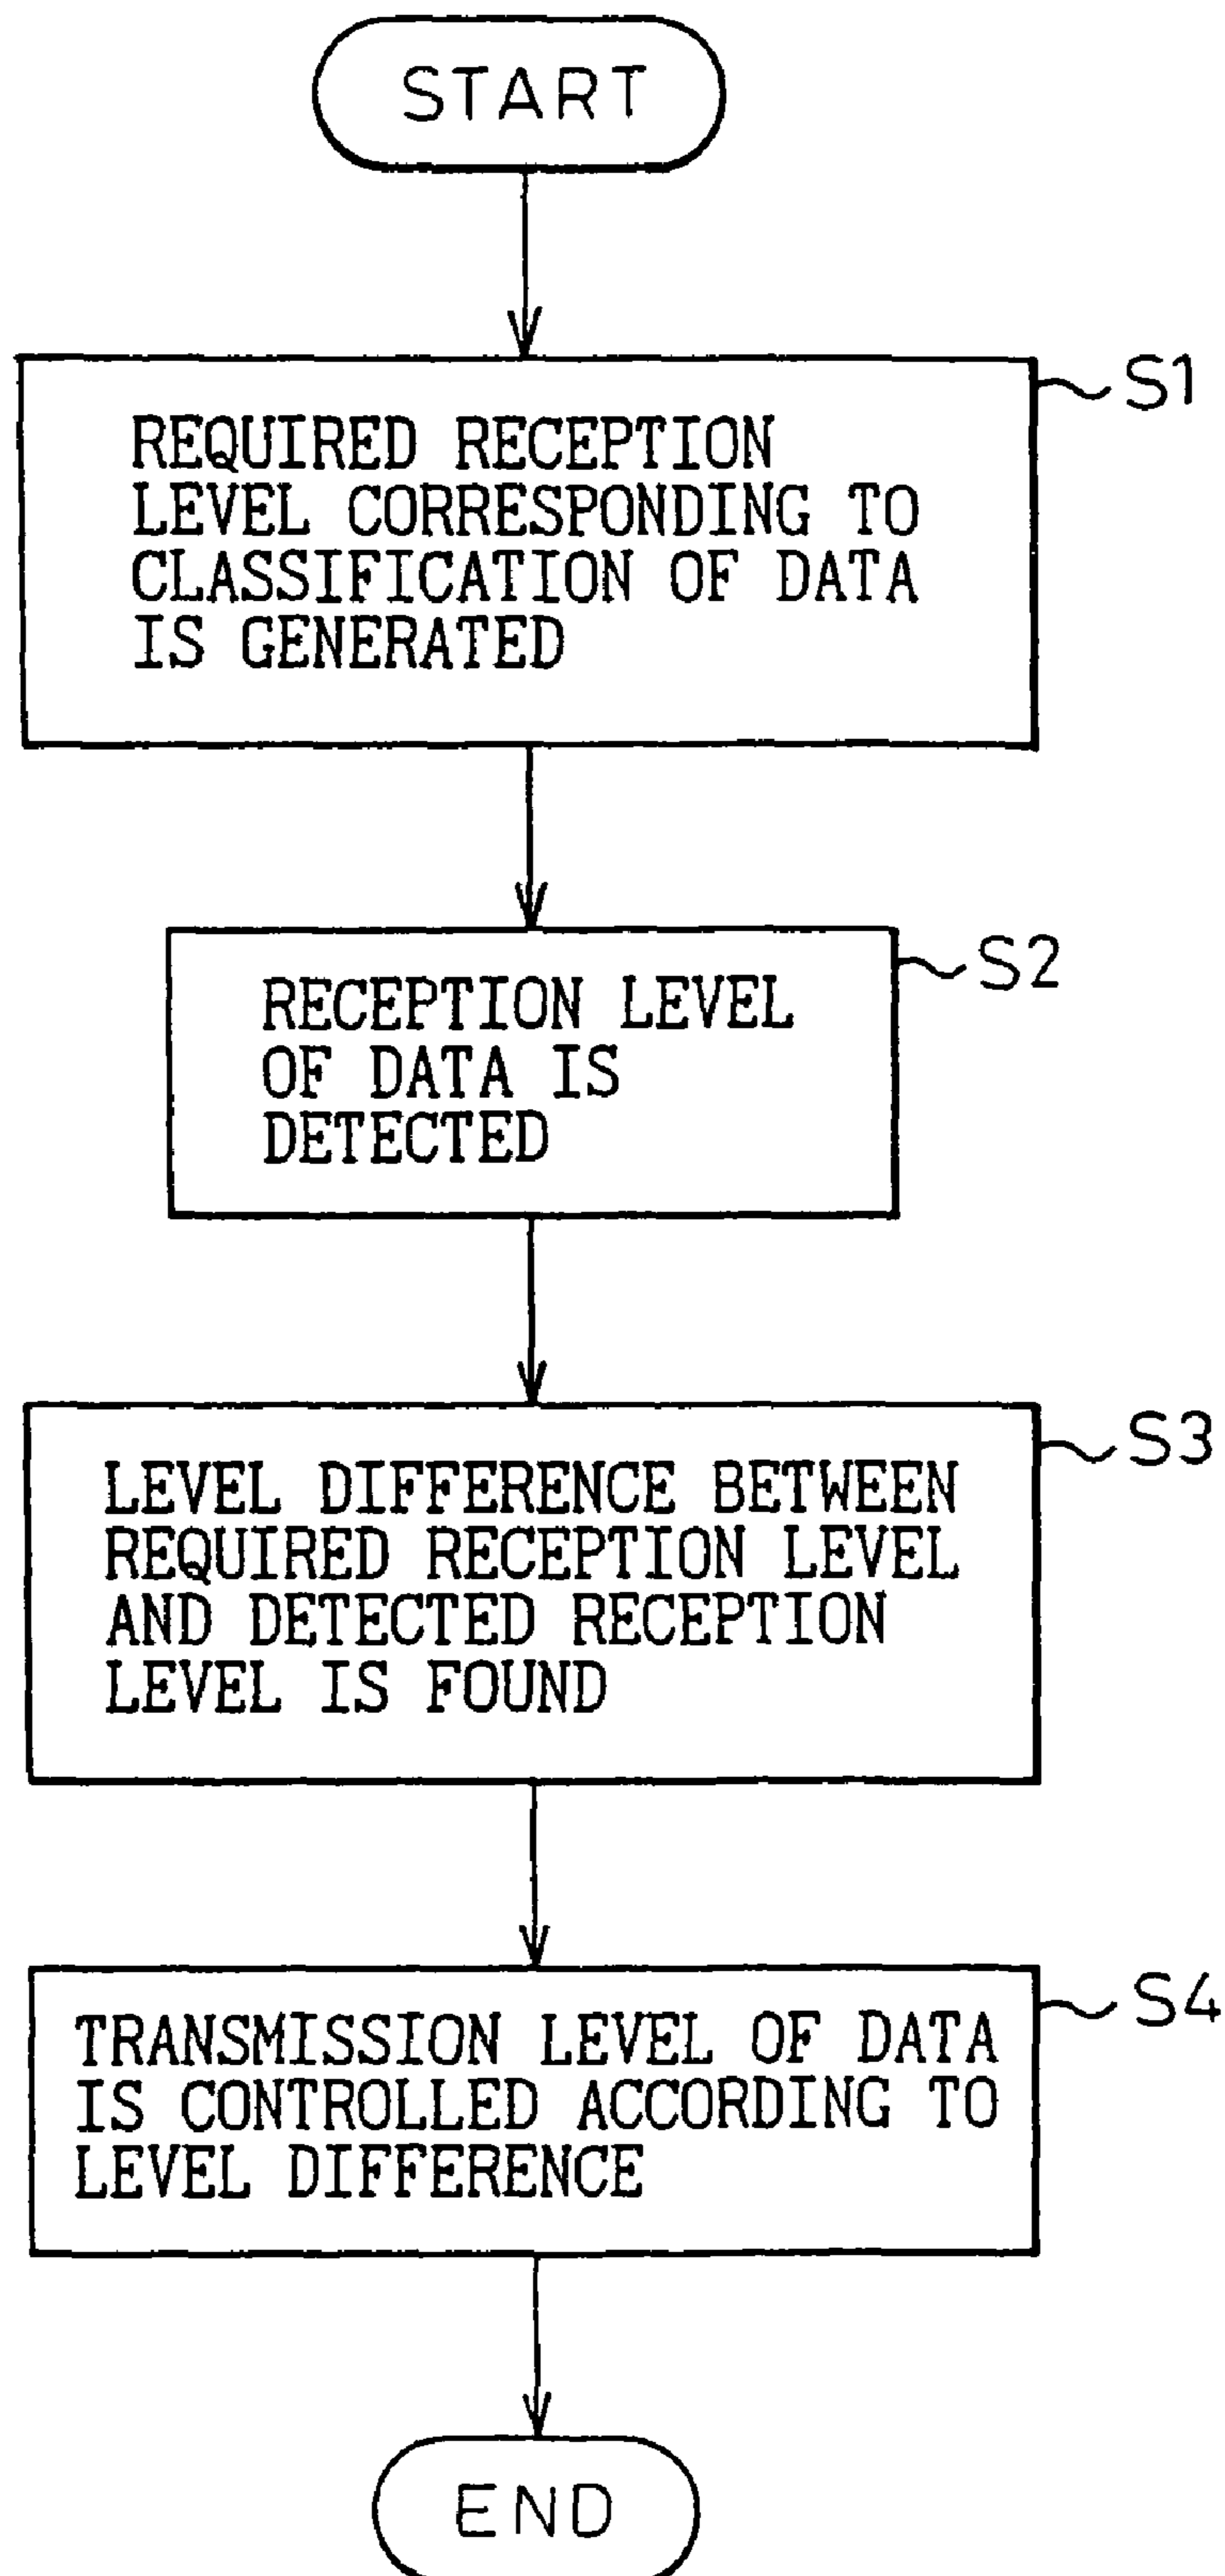 START
S1
REQUIRED RECEPTION
LEVEL CORRESPONDING TO
CLASSIFICATION OF DATA
IS GENERATED
S2
RECEPTION LEVEL
OF DATA IS
DETECTED
S3
LEVEL DIFFERENCE BETWEEN
REQUIRED RECEPTION LEVEL
AND DETECTED RECEPTION
LEVEL IS FOUND
S4
TRANSMISSION LEVEL OF DATA
IS CONTROLLED ACCORDING TO
LEVEL DIFFERENCE
END